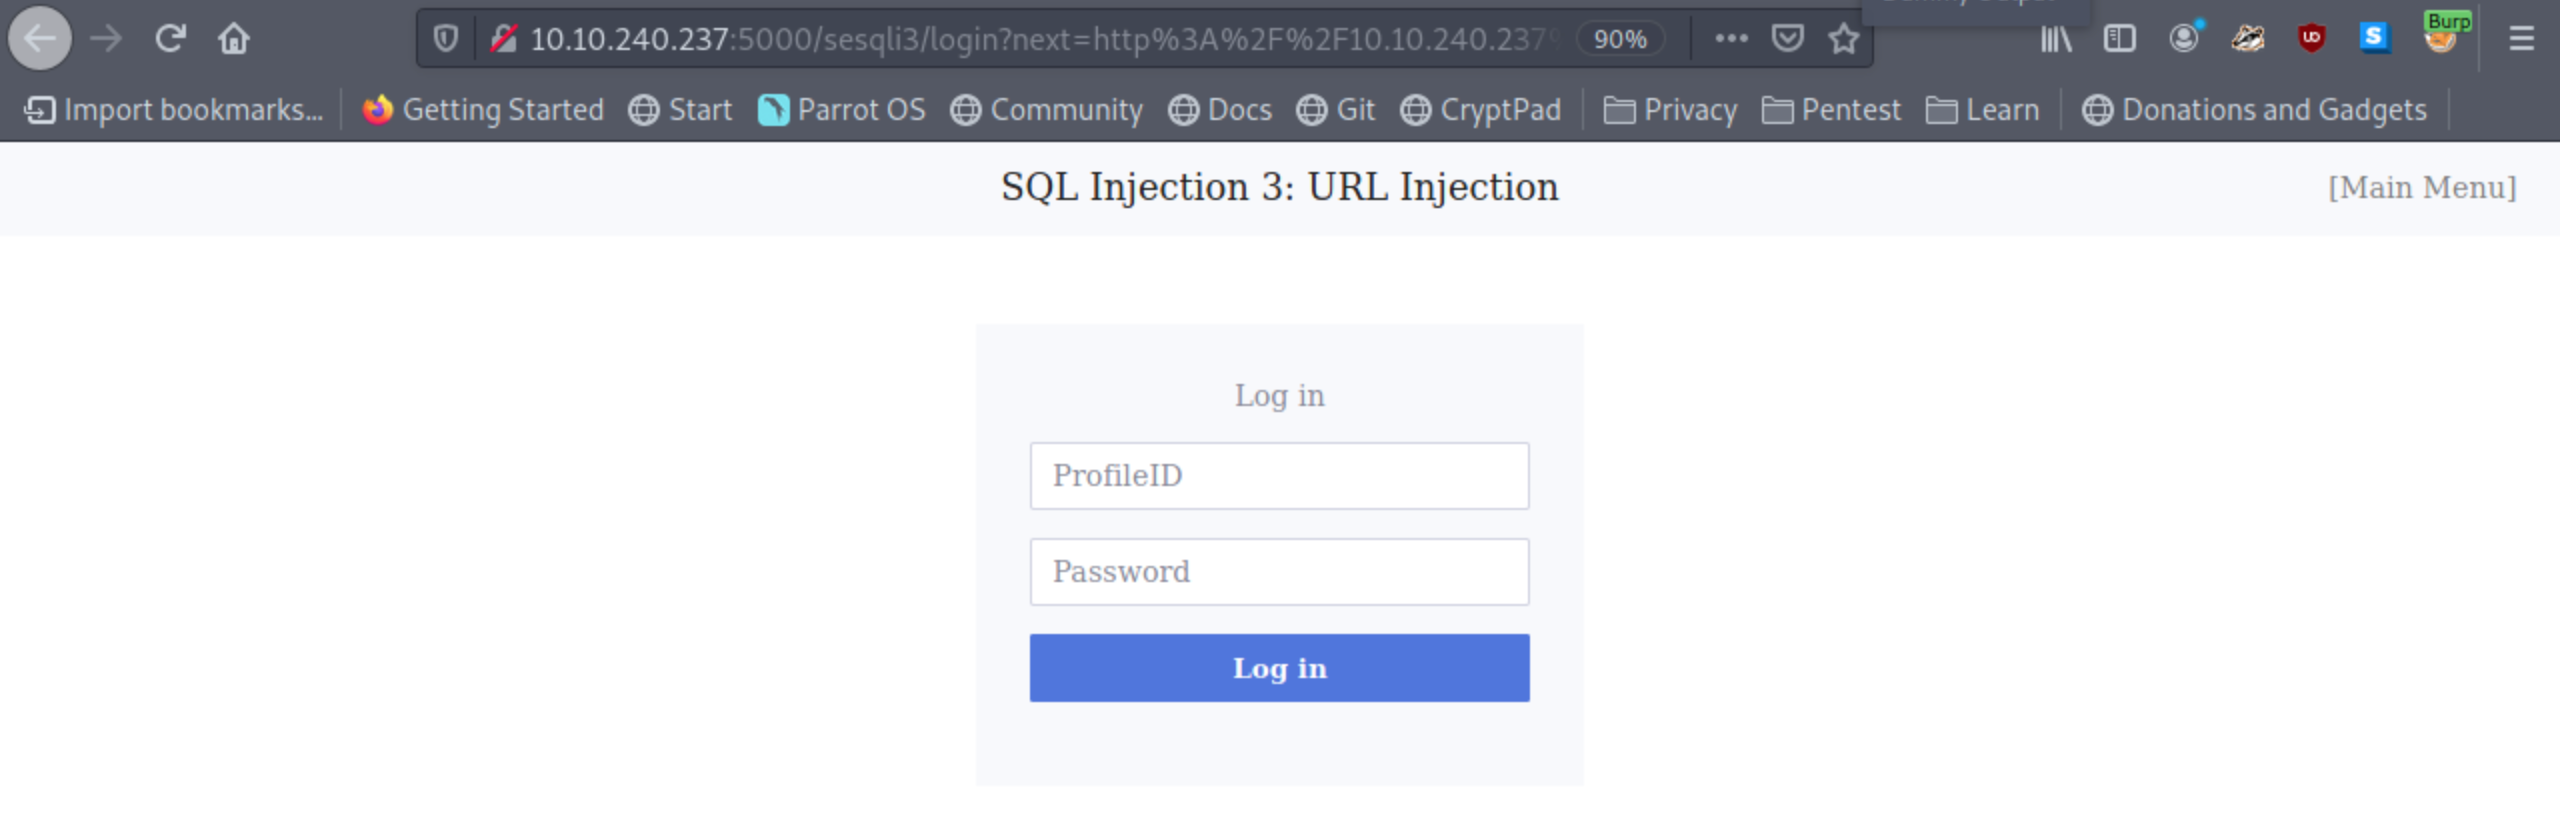 10.10.240.237:5000/sesqli3/login?next=http%3A%2F%2F10.10.240.237% 90%
Burp
Import bookmarks... Getting Started Start Parrot OS Community Docs Git CryptPad Privacy Pentest Learn Donations and Gadgets
SQL Injection 3: URL Injection [Main Menu]
Log in
ProfileID
Password
Log in